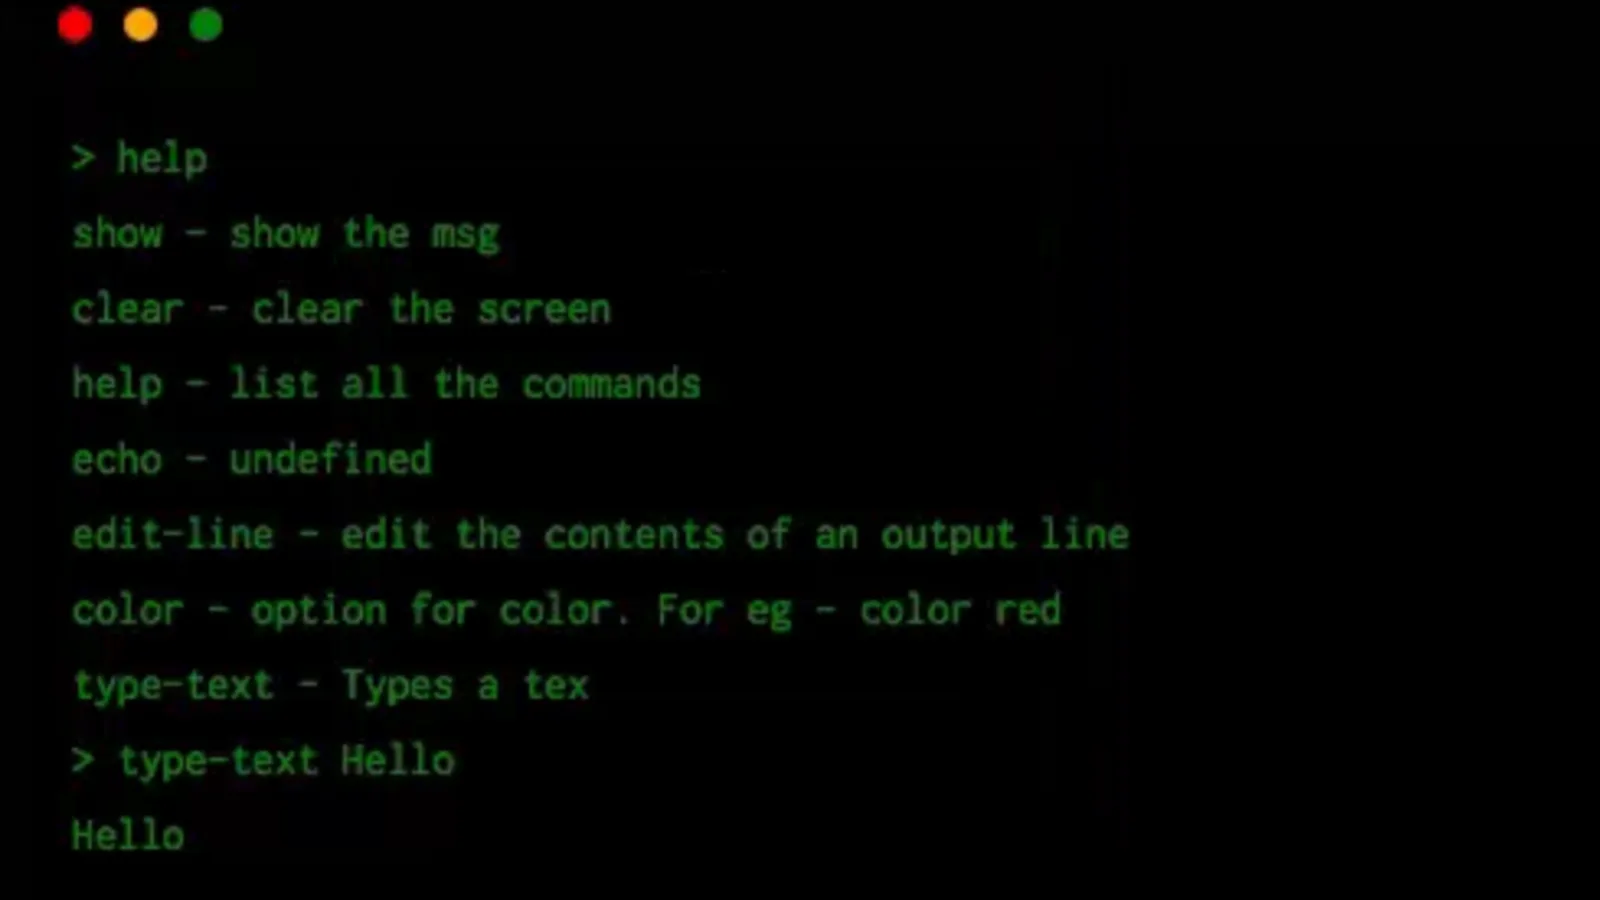 > help
show - show the msg
clear - clear the screen
help - list all the commands
echo - undefined
edit-line - edit the contents of an output line
color - option for color. For eg - color red
type-text - Types a tex
> type-text Hello
Hello